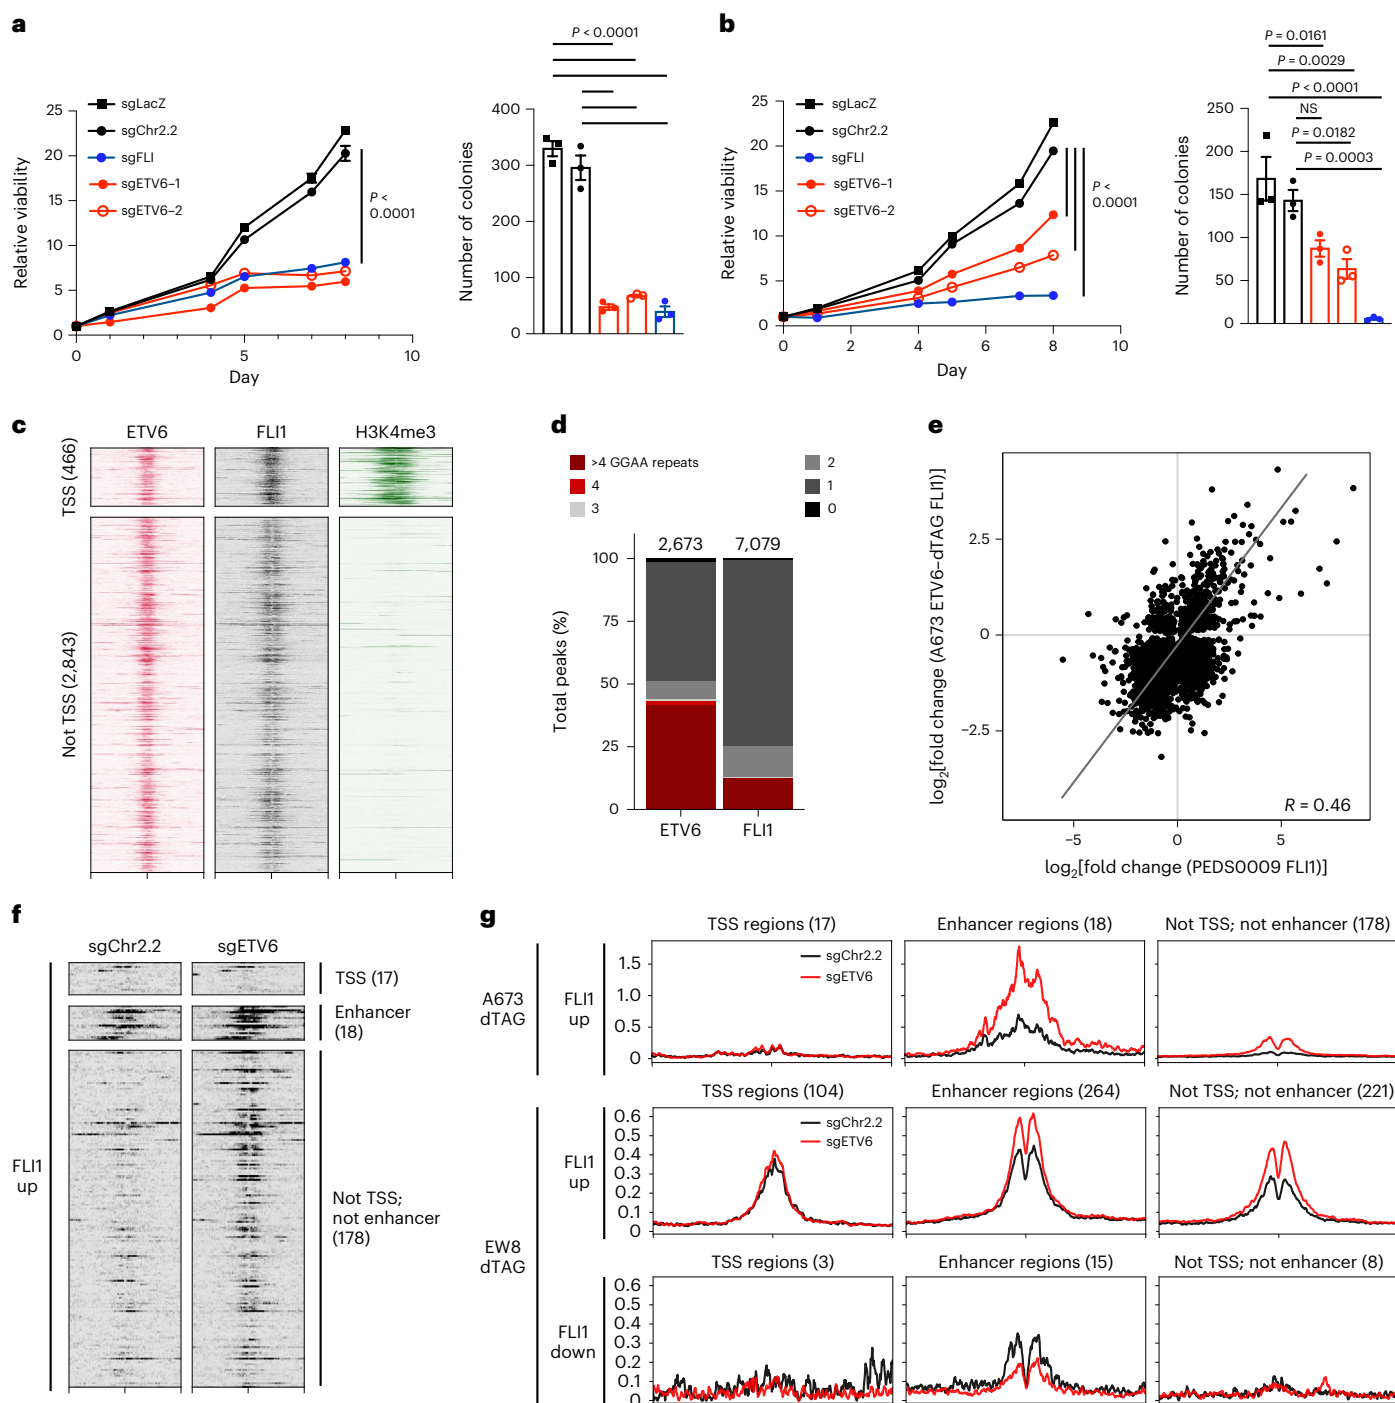 a
P < 0.0001
25
20
15
10
5
0
Relative viability
sgLacZ
sgChr2.2
sgFLI
sgETV6–1
sgETV6–2
P <
0.0001
0
5
10
Day
400
300
200
100
0
Number of colonies
b
25
20
15
10
5
0
Relative viability
sgLacZ
sgChr2.2
sgFLI
sgETV6–1
sgETV6–2
P <
0.0001
0
2
4
6
8
10
Day
P = 0.0161
P = 0.0029
P < 0.0001
NS
P = 0.0182
P = 0.0003
250
200
150
100
50
0
Number of colonies
c
ETV6
FLI1
H3K4me3
TSS (466)
Not TSS (2,843)
d
>4 GGAA repeats
4
3
2
1
0
2,673
7,079
100
75
50
25
0
Total peaks (%)
ETV6
FLI1
e
log2[fold change (A673 ETV6–dTAG FLI1)]
2.5
0
–2.5
R = 0.46
–5
0
5
log2[fold change (PEDS0009 FLI1)]
f
sgChr2.2
sgETV6
FLI1
up
TSS (17)
Enhancer
(18)
Not TSS;
not enhancer
(178)
g
TSS regions (17)
Enhancer regions (18)
Not TSS; not enhancer (178)
A673
dTAG
FLI1
up
1.5
1.0
0.5
0
sgChr2.2
sgETV6
TSS regions (104)
Enhancer regions (264)
Not TSS; not enhancer (221)
EW8
dTAG
FLI1
up
0.6
0.5
0.4
0.3
0.2
0.1
0
sgChr2.2
sgETV6
TSS regions (3)
Enhancer regions (15)
Not TSS; not enhancer (8)
FLI1
down
0.6
0.5
0.4
0.3
0.2
0.1
0